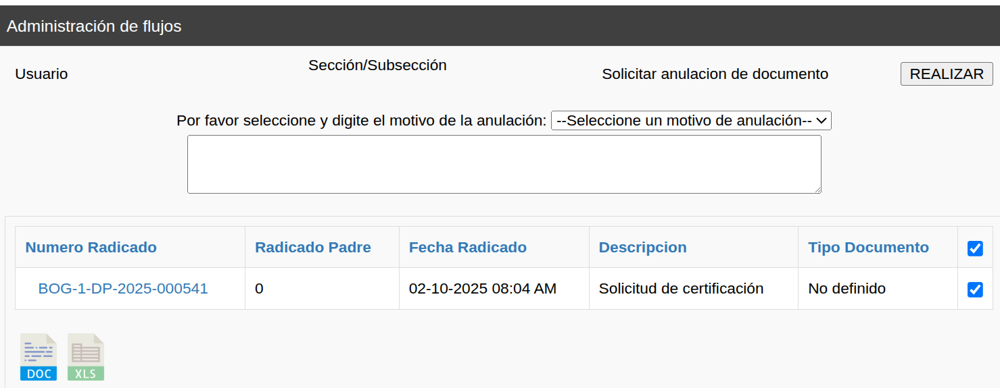 Administración de flujos
Usuario
Sección/Subsección
Solicitar anulacion de documento
REALIZAR
Por favor seleccione y digite el motivo de la anulación: --Seleccione un motivo de anulación--
Numero Radicado Radicado Padre Fecha Radicado Descripcion Tipo Documento
BOG-1-DP-2025-000541 0 02-10-2025 08:04 AM Solicitud de certificación No definido
DOC XLS